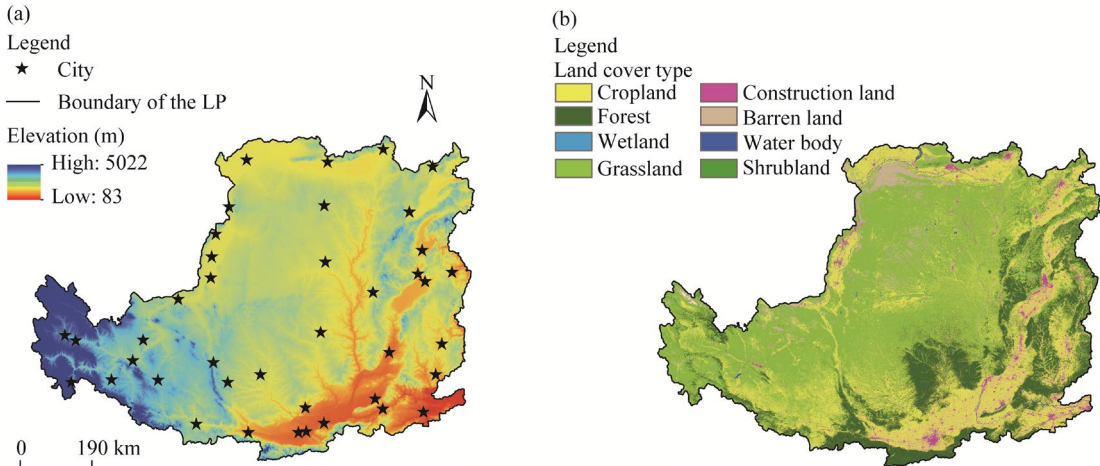 (a)
Legend
City
Boundary of the LP
Elevation (m)
High: 5022
Low: 83
N
0 190 km
(b)
Legend
Land cover type
Cropland Construction land
Forest Barren land
Wetland Water body
Grassland Shrubland